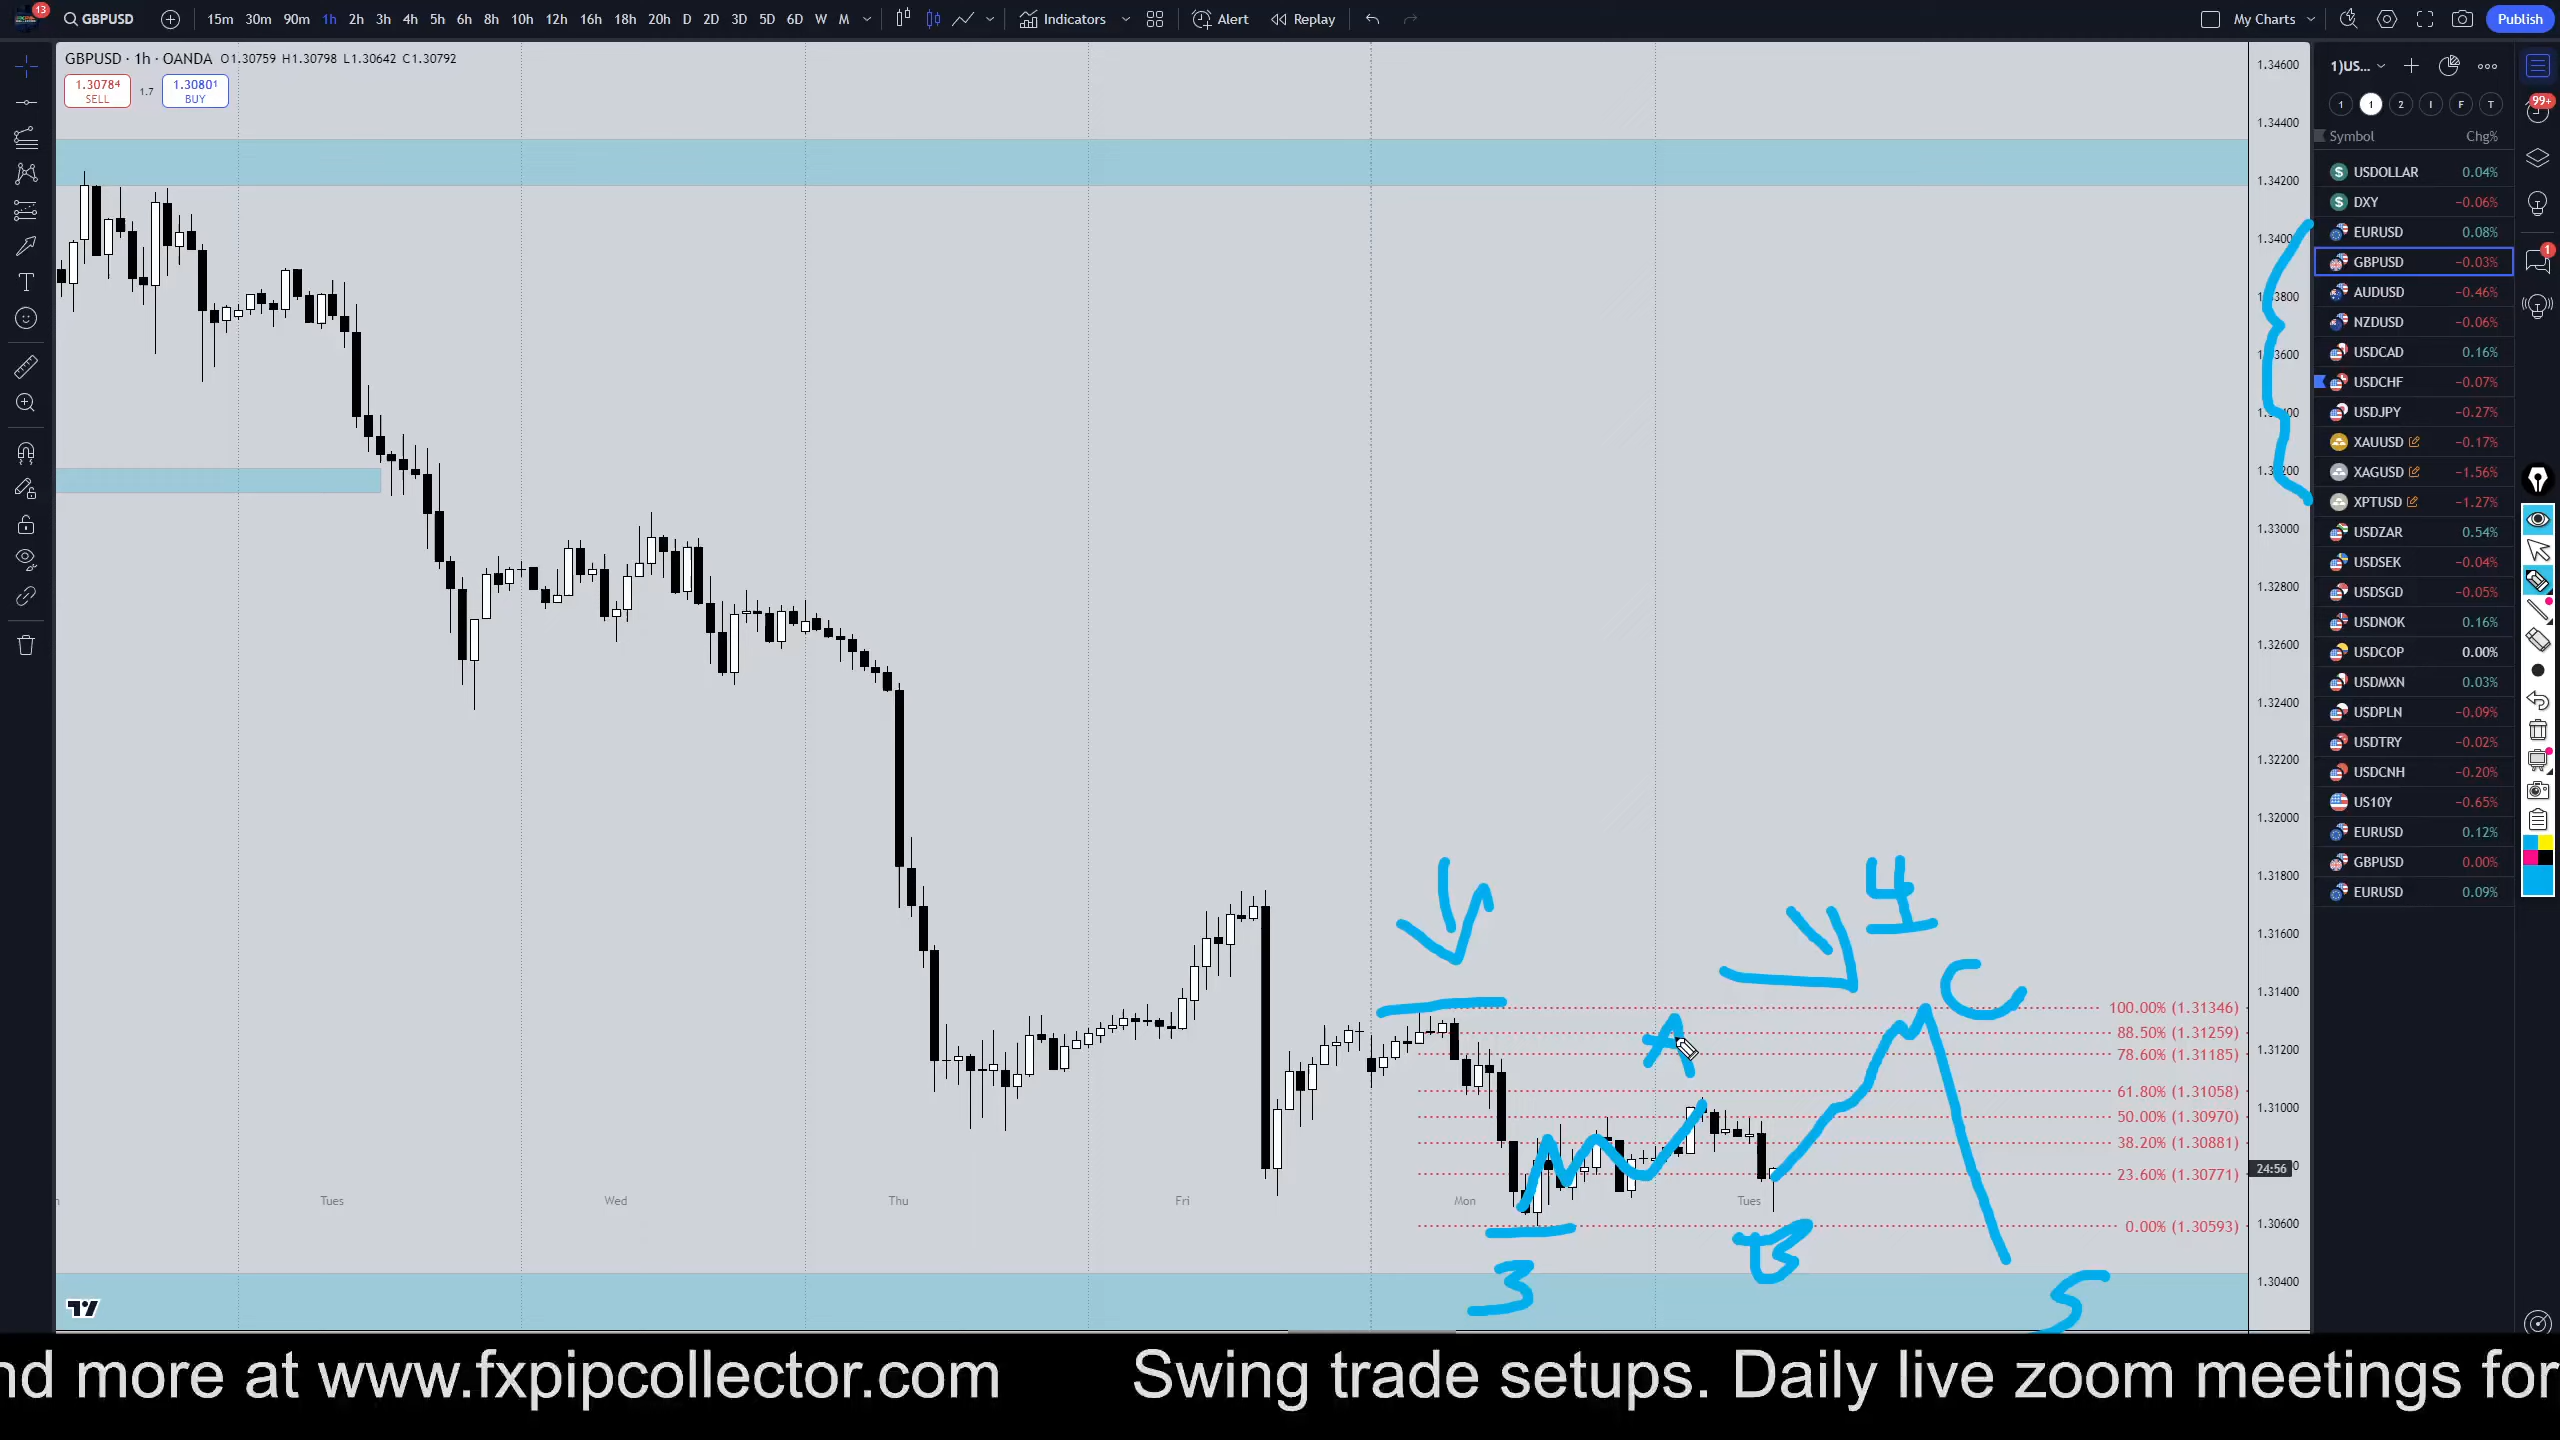 13 GBPUSD 15m 30m 90m 1h 2h 3h 4h 5h 6h 8h 10h 12h 16h 18h 20h D 2D 3D 5D 6D W M Indicators Alert Replay My Charts Publish
GBPUSD · 1h · OANDA O1.30759 H1.30798 L1.30642 C1.30792
1.30784 SELL 1.7 1.30801 BUY
1.34600
1.34400
1.34200
1.34000
1.33000
1.32800
1.32600
1.32400
1.32200
1.32000
1.31800
1.31600
1.31400
1.31200
1.31000
24:56
1.30600
1.30400
4
C
A
B
3
5
100.00% (1.31346)
88.50% (1.31259)
78.60% (1.31185)
61.80% (1.31058)
50.00% (1.30970)
38.20% (1.30881)
23.60% (1.30771)
0.00% (1.30593)
Tues Wed Thu Fri Mon Tues
1)US...
1 1 2 I F T
99+
1
Symbol Chg%
USDOLLAR 0.04%
DXY −0.06%
EURUSD 0.08%
GBPUSD −0.03%
AUDUSD −0.46%
NZDUSD −0.06%
USDCAD 0.16%
USDCHF −0.07%
USDJPY −0.27%
XAUUSD −0.17%
XAGUSD −1.56%
XPTUSD −1.27%
USDZAR 0.54%
USDSEK −0.04%
USDSGD −0.05%
USDNOK 0.16%
USDCOP 0.00%
USDMXN 0.03%
USDPLN −0.09%
USDTRY −0.02%
USDCNH −0.20%
US10Y −0.65%
EURUSD 0.12%
GBPUSD 0.00%
EURUSD 0.09%
nd more at www.fxpipcollector.com Swing trade setups. Daily live zoom meetings for